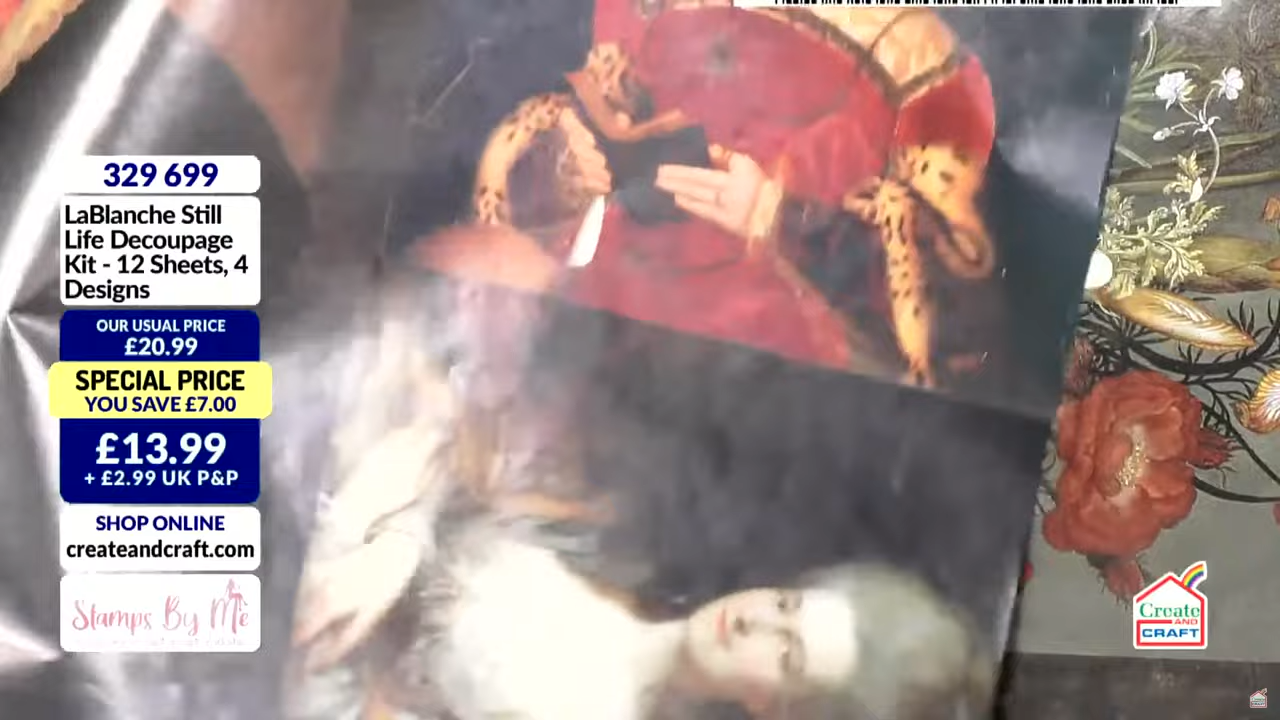 329 699
LaBlanche Still
Life Decoupage
Kit - 12 Sheets, 4
Designs
OUR USUAL PRICE
£20.99
SPECIAL PRICE
YOU SAVE £7.00
£13.99
+ £2.99 UK P&P
SHOP ONLINE
createandcraft.com
Stamps By Me
Create
AND
CRAFT